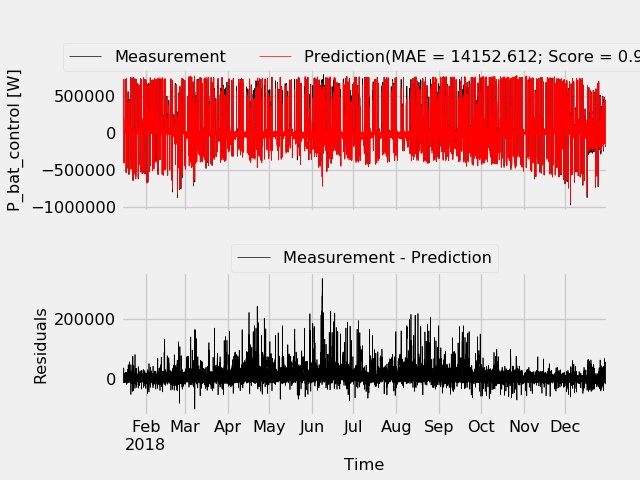 Measurement Prediction(MAE = 14152.612; Score = 0.9
P_bat_control [W]
500000
0
−500000
−1000000
Measurement - Prediction
Residuals
200000
0
Feb Mar Apr May Jun Jul Aug Sep Oct Nov Dec
2018
Time